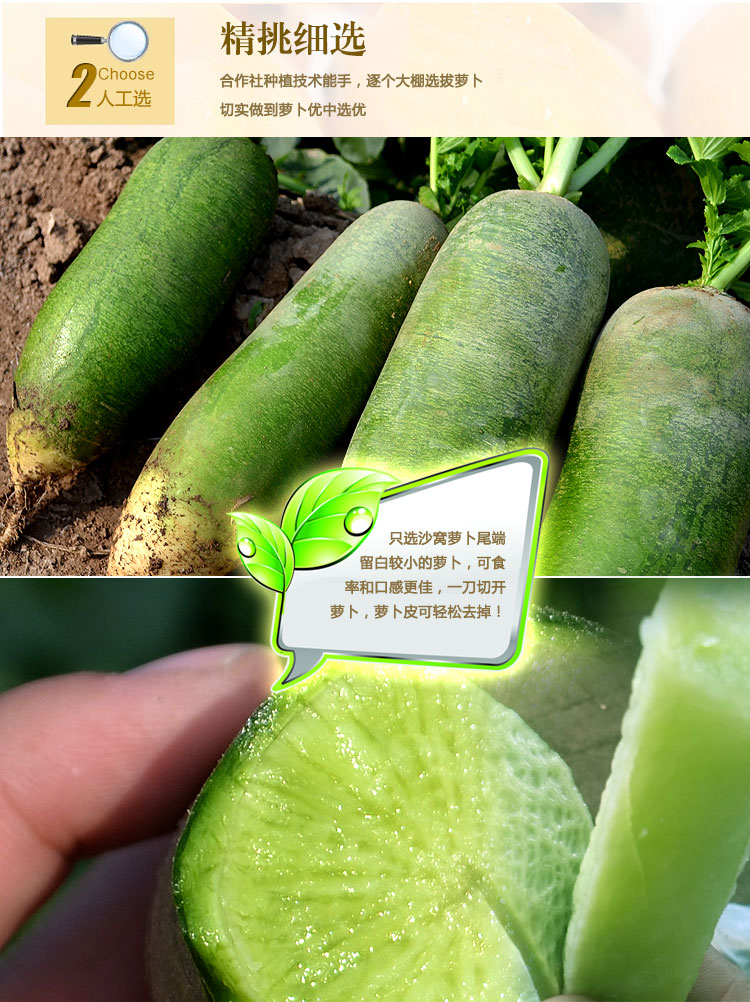 2
Choose
人工选
精挑细选
合作社种植技术能手，逐个大棚选拔萝卜
切实做到萝卜优中选优
只选沙窝萝卜尾端
留白较小的萝卜，可食
率和口感更佳，一刀切开
萝卜，萝卜皮可轻松去掉！